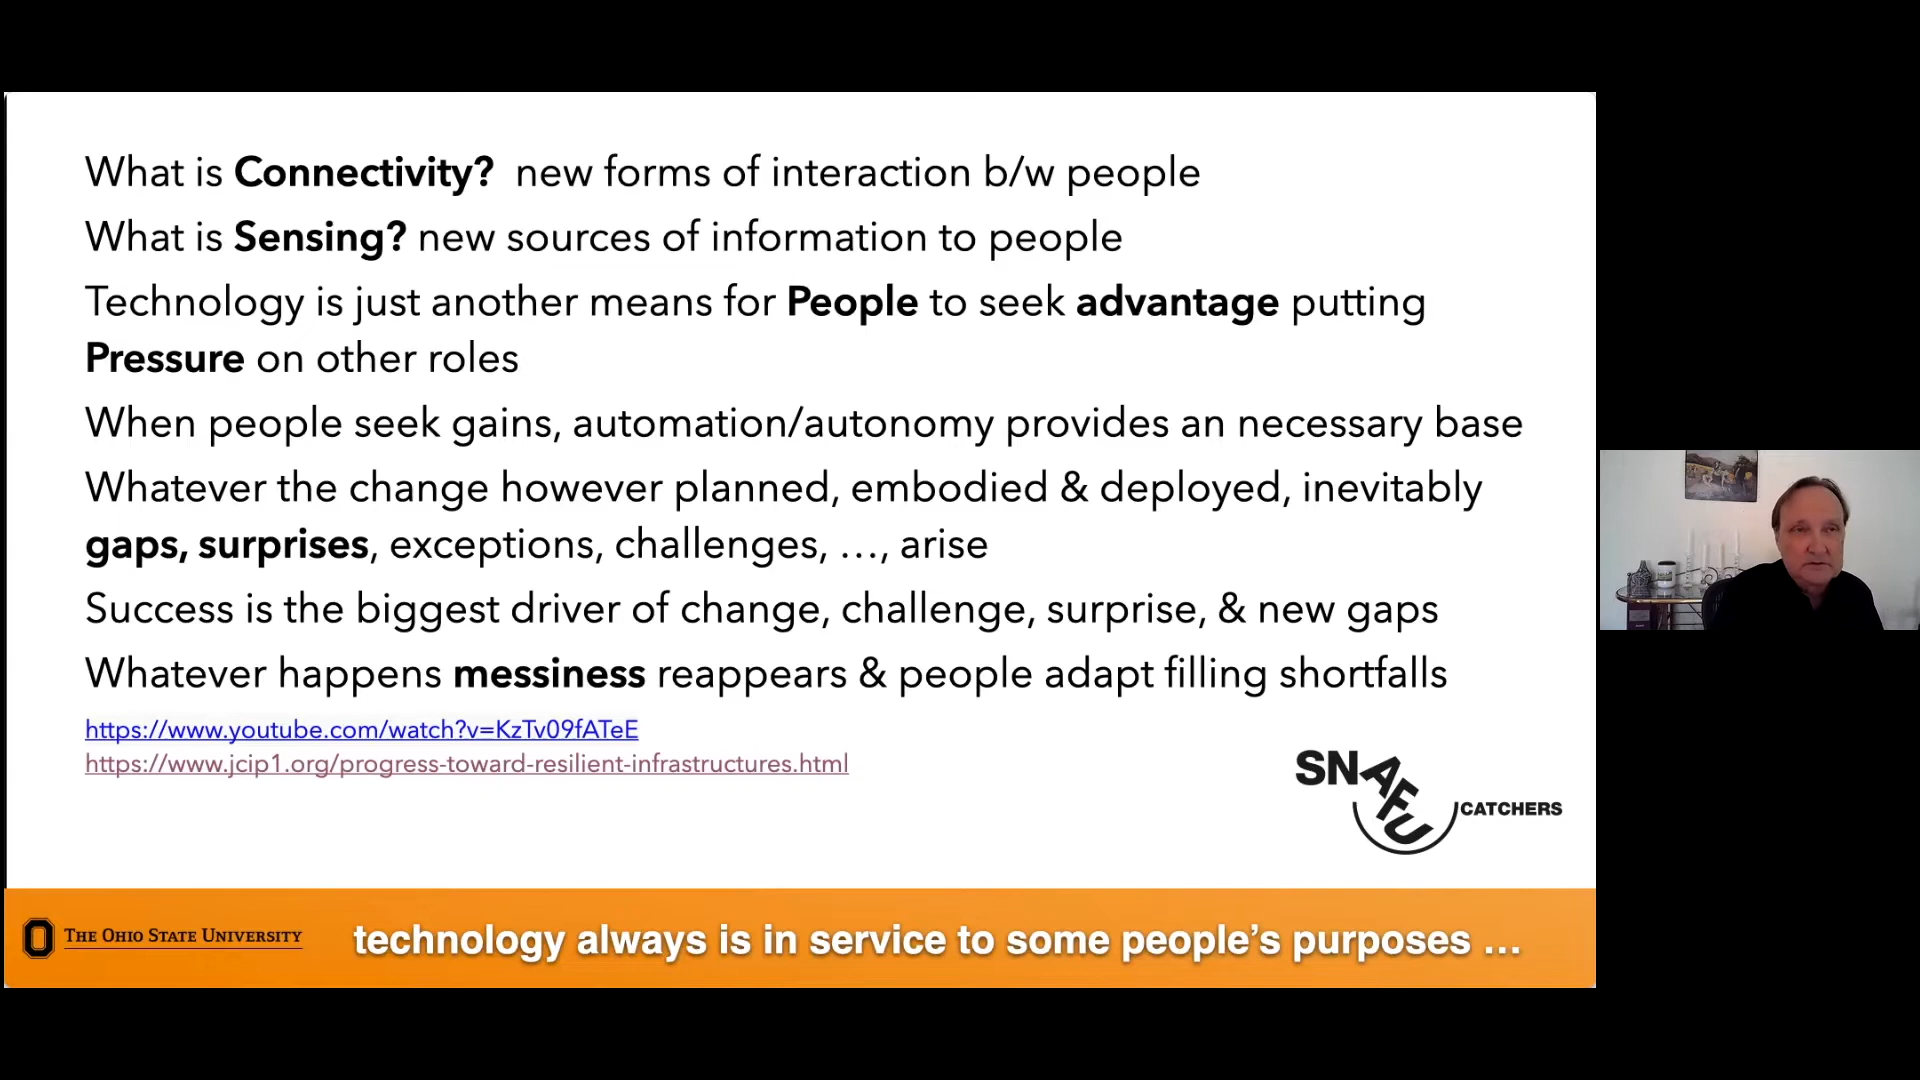 What is Connectivity?  new forms of interaction b/w people
What is Sensing? new sources of information to people
Technology is just another means for People to seek advantage putting
Pressure on other roles
When people seek gains, automation/autonomy provides an necessary base
Whatever the change however planned, embodied & deployed, inevitably
gaps, surprises, exceptions, challenges, …, arise
Success is the biggest driver of change, challenge, surprise, & new gaps
Whatever happens messiness reappears & people adapt filling shortfalls
https://www.youtube.com/watch?v=KzTv09fATeE
https://www.jcip1.org/progress-toward-resilient-infrastructures.html
SNAFU CATCHERS
THE OHIO STATE UNIVERSITY
technology always is in service to some people’s purposes …